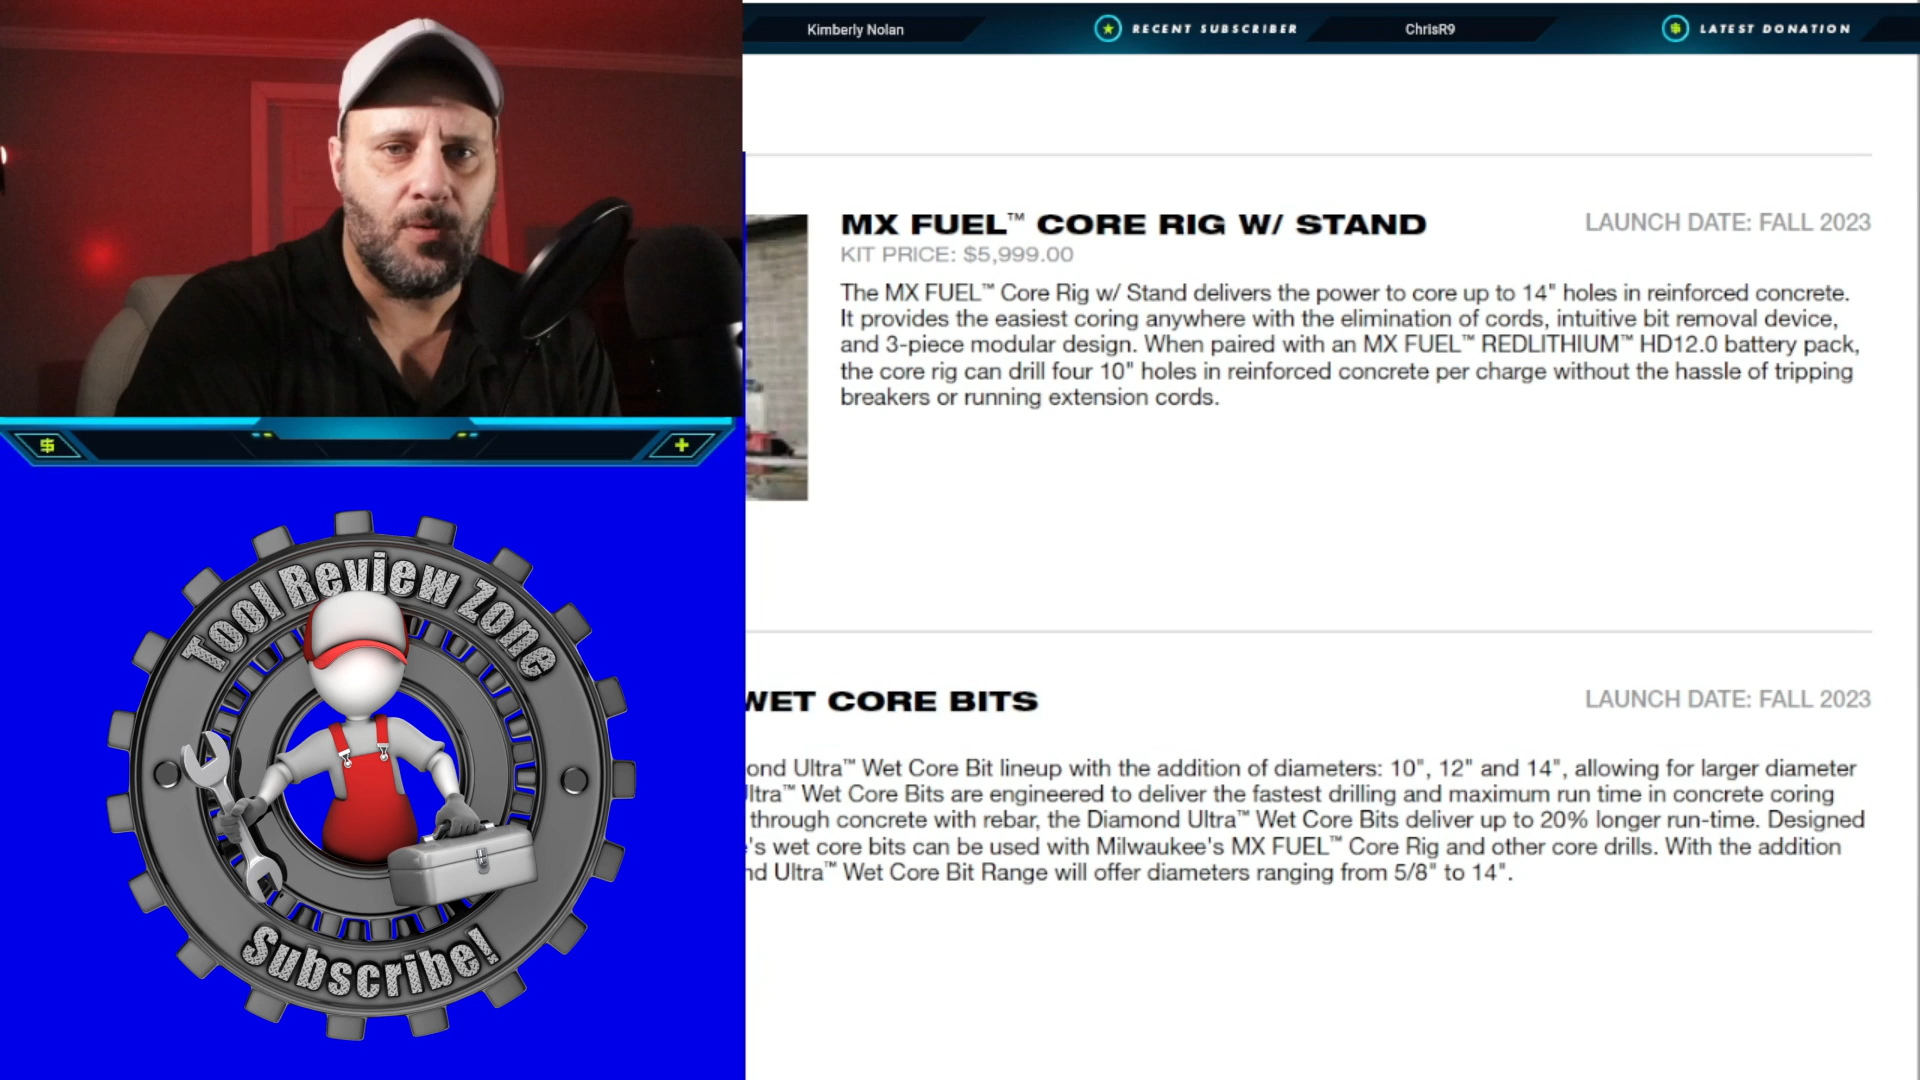 Kimberly Nolan
RECENT SUBSCRIBER
ChrisR9
LATEST DONATION
MX FUEL™ CORE RIG W/ STAND
LAUNCH DATE: FALL 2023
KIT PRICE: $5,999.00
The MX FUEL™ Core Rig w/ Stand delivers the power to core up to 14" holes in reinforced concrete.
It provides the easiest coring anywhere with the elimination of cords, intuitive bit removal device,
and 3-piece modular design. When paired with an MX FUEL™ REDLITHIUM™ HD12.0 battery pack,
the core rig can drill four 10" holes in reinforced concrete per charge without the hassle of tripping
breakers or running extension cords.
WET CORE BITS
LAUNCH DATE: FALL 2023
ond Ultra™ Wet Core Bit lineup with the addition of diameters: 10", 12" and 14", allowing for larger diameter
ltra™ Wet Core Bits are engineered to deliver the fastest drilling and maximum run time in concrete coring
through concrete with rebar, the Diamond Ultra™ Wet Core Bits deliver up to 20% longer run-time. Designed
's wet core bits can be used with Milwaukee's MX FUEL™ Core Rig and other core drills. With the addition
nd Ultra™ Wet Core Bit Range will offer diameters ranging from 5/8" to 14".
Tool Review Zone
Subscribe!